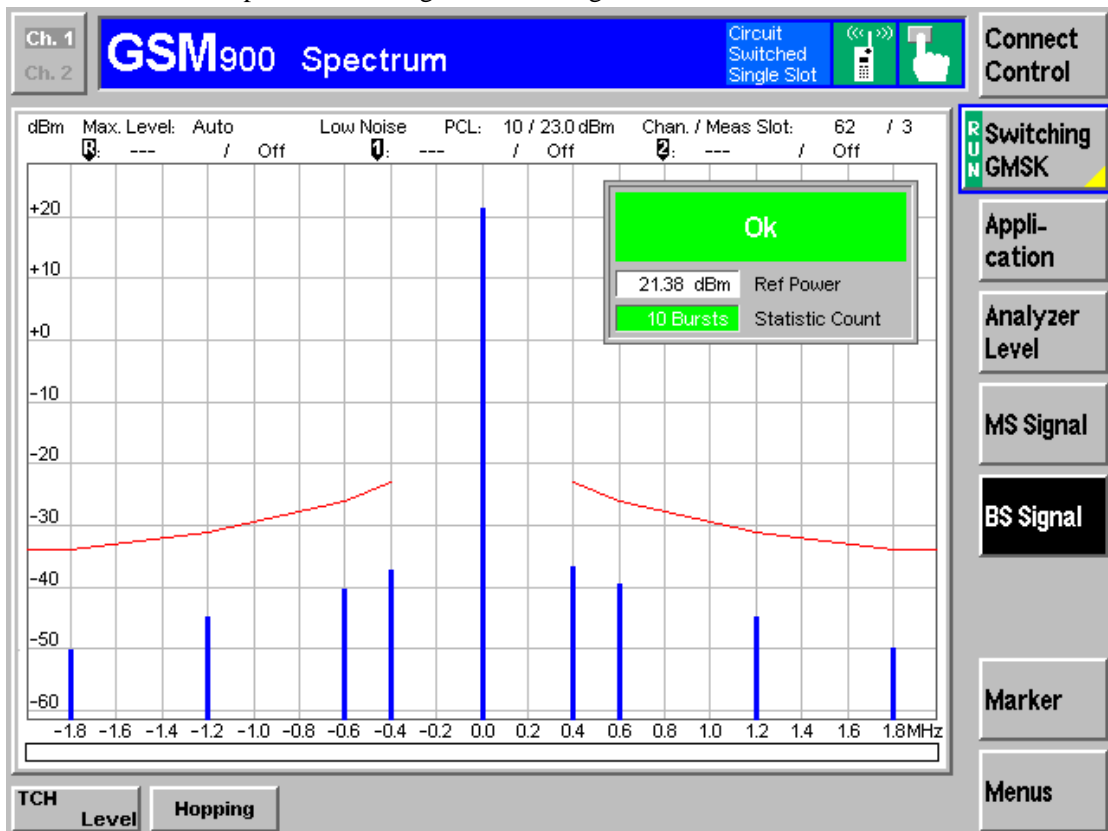 Ch. 1
Ch. 2
GSM900 Spectrum
Circuit
Switched
Single Slot
Connect
Control
dBm Max. Level: Auto Low Noise PCL: 10 / 23.0 dBm Chan. / Meas Slot: 62 / 3
R: --- / Off 1: --- / Off 2: --- / Off
RUN
Switching
GMSK
Ok
21.38 dBm Ref Power
10 Bursts Statistic Count
+20
+10
+0
-10
-20
-30
-40
-50
-60
-1.8 -1.6 -1.4 -1.2 -1.0 -0.8 -0.6 -0.4 -0.2 0.0 0.2 0.4 0.6 0.8 1.0 1.2 1.4 1.6 1.8MHz
Appli-
cation
Analyzer
Level
MS Signal
BS Signal
Marker
Menus
TCH
Level
Hopping